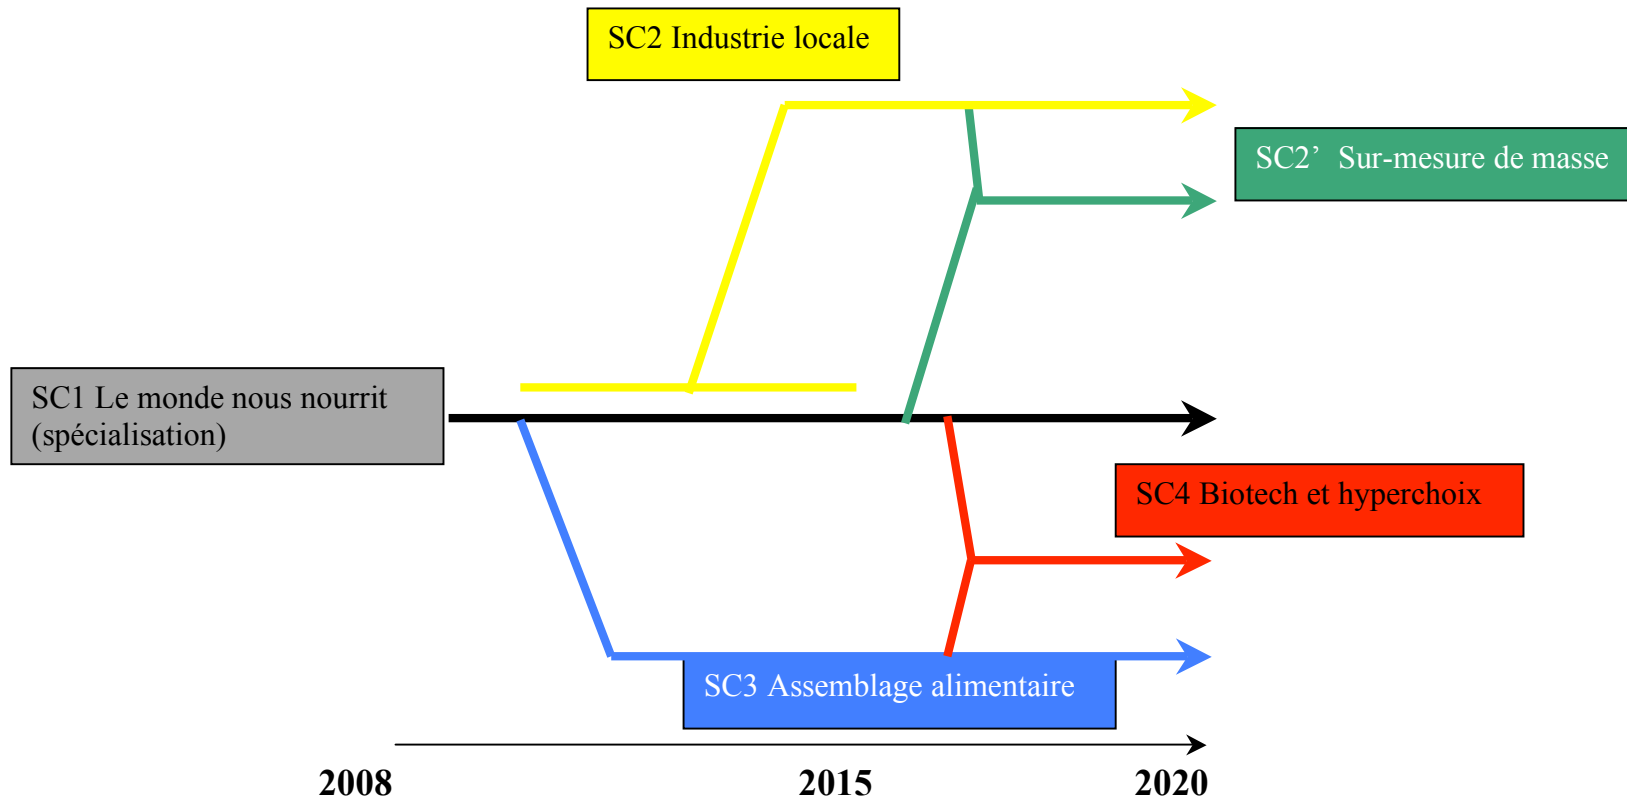 SC2 Industrie locale
SC2’ Sur-mesure de masse
SC1 Le monde nous nourrit
(spécialisation)
SC4 Biotech et hyperchoix
SC3 Assemblage alimentaire
2008 2015 2020